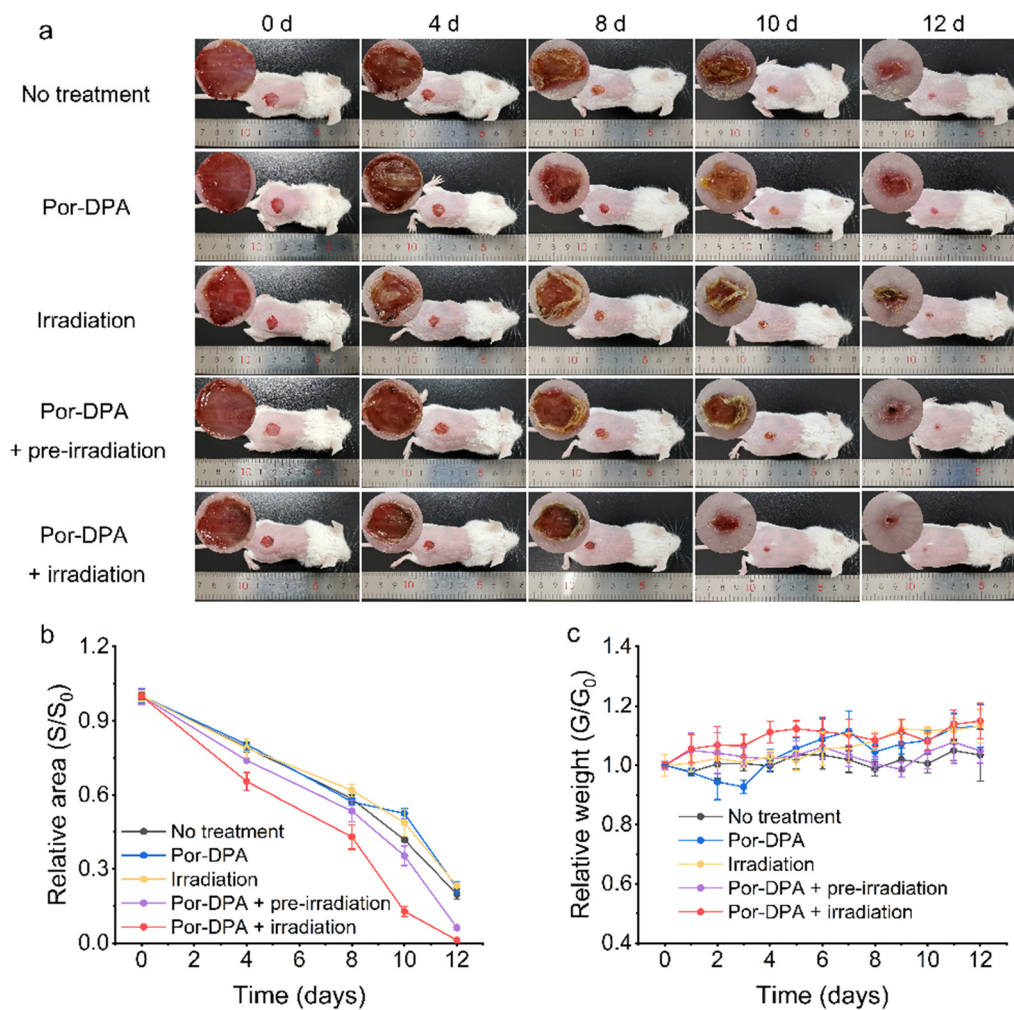 a
0 d 4 d 8 d 10 d 12 d
No treatment
Por-DPA
Irradiation
Por-DPA
+ pre-irradiation
Por-DPA
+ irradiation
b
1.2
0.9
0.6
0.3
0.0
Relative area (S/S₀)
No treatment
Por-DPA
Irradiation
Por-DPA + pre-irradiation
Por-DPA + irradiation
0 2 4 6 8 10 12
Time (days)
c
1.4
1.2
1.0
0.8
0.6
0.4
Relative weight (G/G₀)
No treatment
Por-DPA
Irradiation
Por-DPA + pre-irradiation
Por-DPA + irradiation
0 2 4 6 8 10 12
Time (days)